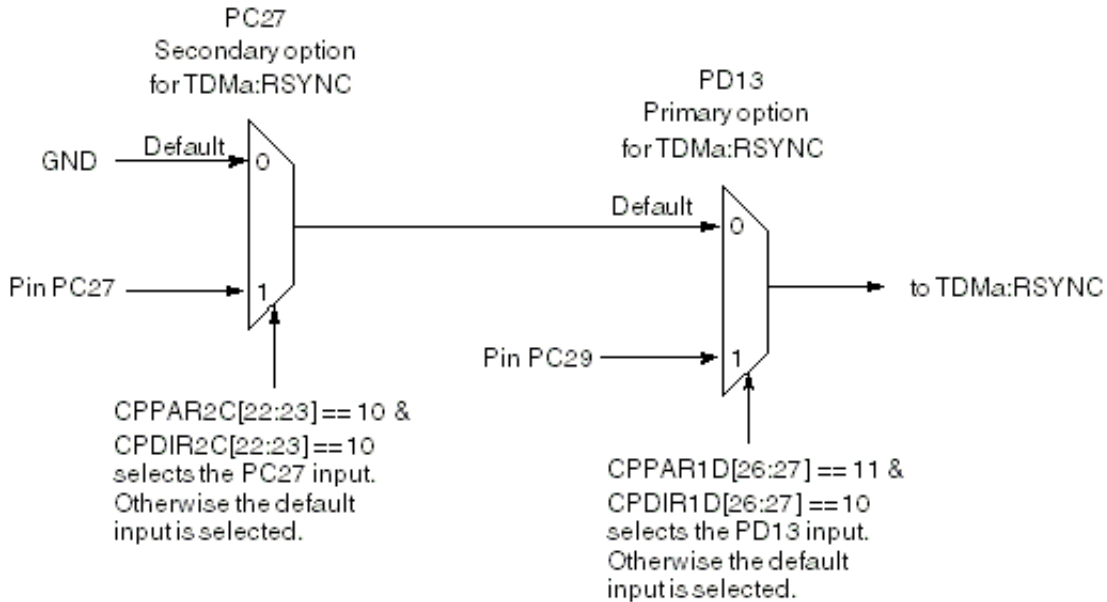 PC27
Secondary option
for TDMa:RSYNC
PD13
Primary option
for TDMa:RSYNC
GND
Default
0
Default
0
Pin PC27
1
to TDMa:RSYNC
Pin PC29
1
CPPAR2C[22:23] == 10 &
CPDIR2C[22:23] == 10
selects the PC27 input.
Otherwise the default
input is selected.
CPPAR1D[26:27] == 11 &
CPDIR1D[26:27] == 10
selects the PD13 input.
Otherwise the default
input is selected.